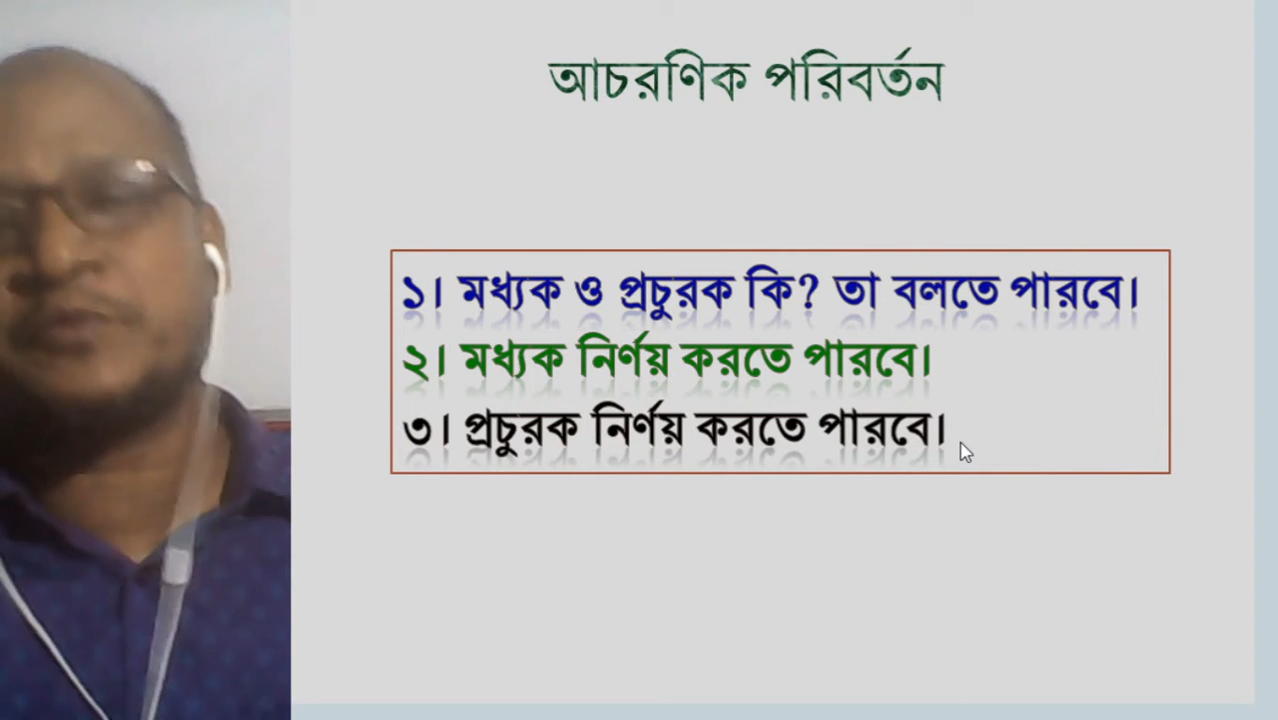 আচরণিক পরিবর্তন
১। মধ্যক ও প্রচুরক কি? তা বলতে পারবে।
২। মধ্যক নির্ণয় করতে পারবে।
৩। প্রচুরক নির্ণয় করতে পারবে।